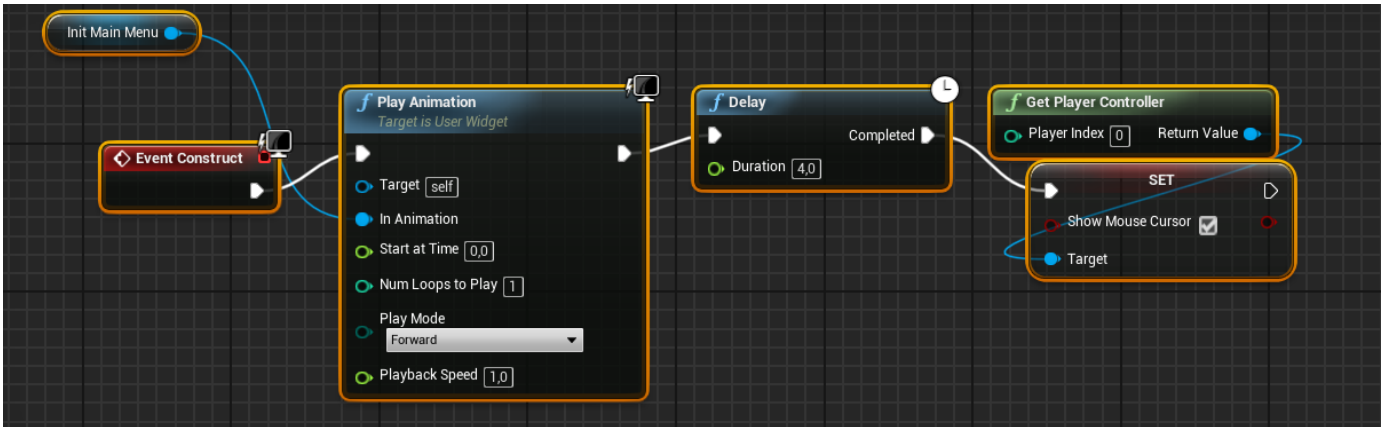 Init Main Menu
Event Construct
Play Animation
Target is User Widget
Target self
In Animation
Start at Time 0,0
Num Loops to Play 1
Play Mode
Forward
Playback Speed 1,0
Delay
Completed
Duration 4,0
Get Player Controller
Player Index 0 Return Value
SET
Show Mouse Cursor
Target